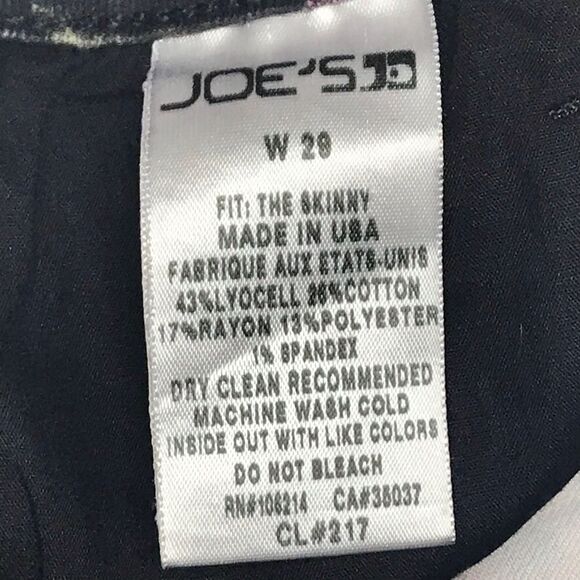 JOE'S
W 28
FIT: THE SKINNY
MADE IN USA
FABRIQUE AUX ETATS-UNIS
43%LYOCELL 26%COTTON
17%RAYON 13%POLYESTER
1% SPANDEX
DRY CLEAN RECOMMENDED
MACHINE WASH COLD
INSIDE OUT WITH LIKE COLORS
DO NOT BLEACH
RN#106214 CA#35037
CL#217